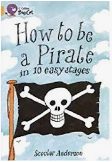 How to be
a Pirate
in 10 easy stages
Scoular Anderson